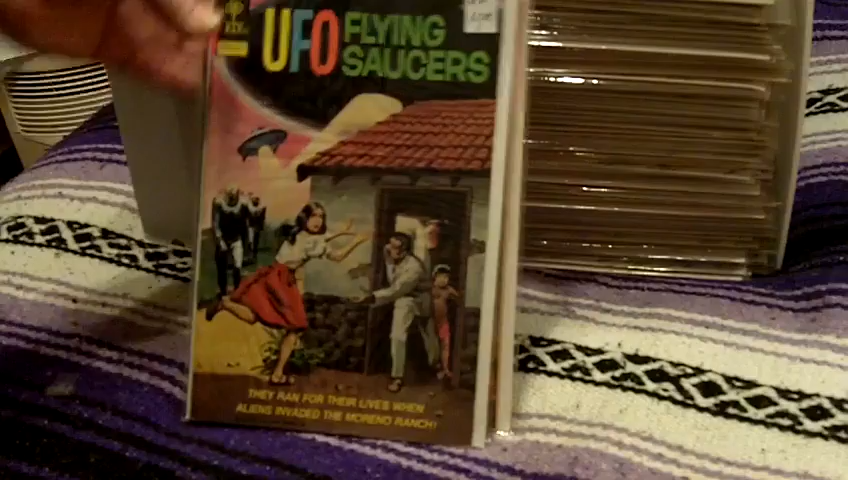 UFO FLYING
SAUCERS
THEY RAN FOR THEIR LIVES WHEN
ALIENS INVADED THE MORENO RANCH!